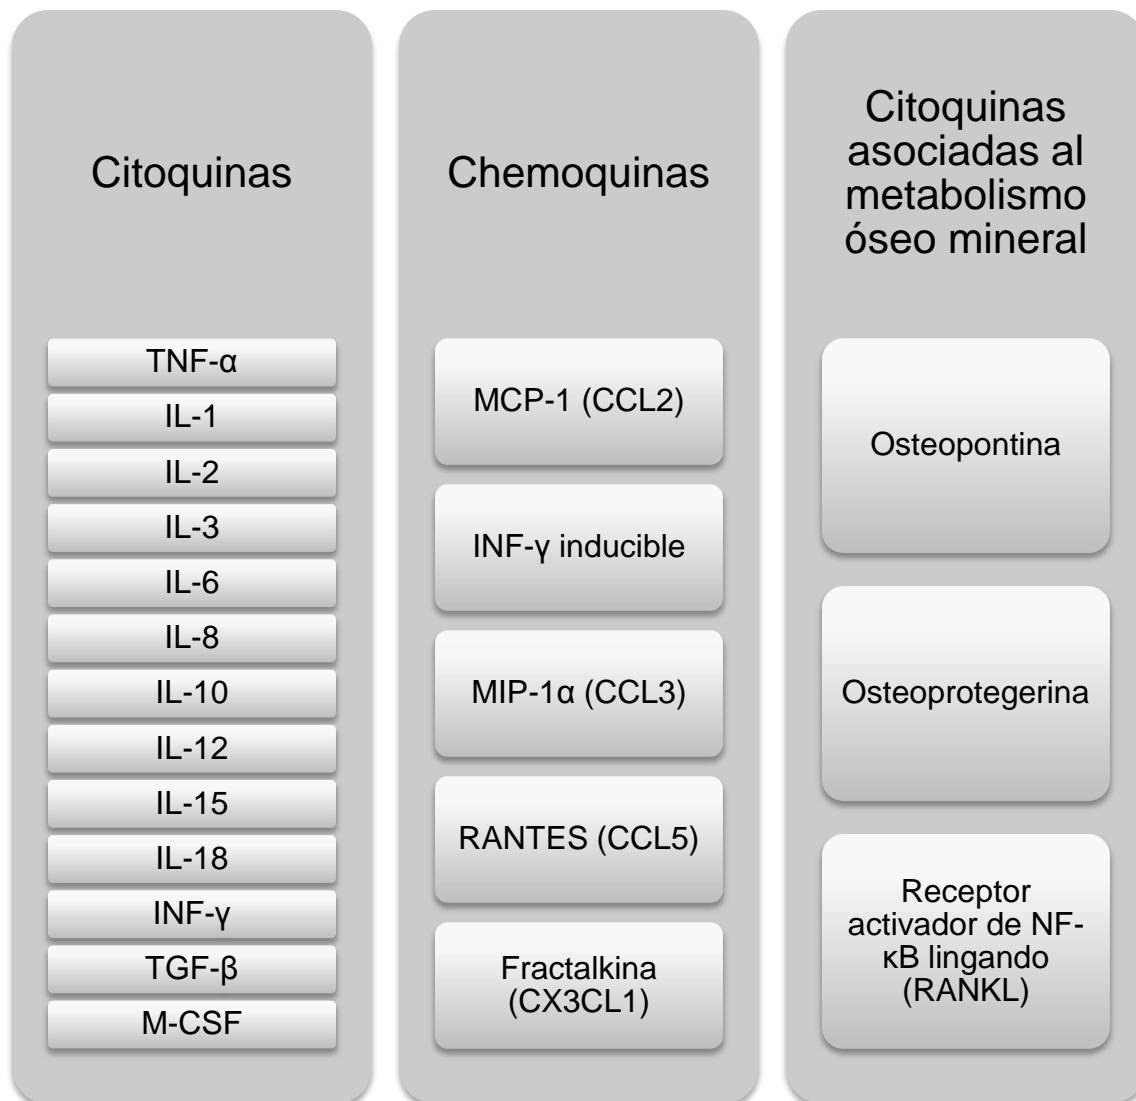 Citoquinas
TNF-α
IL-1
IL-2
IL-3
IL-6
IL-8
IL-10
IL-12
IL-15
IL-18
INF-γ
TGF-β
M-CSF
Chemoquinas
MCP-1 (CCL2)
INF-γ inducible
MIP-1α (CCL3)
RANTES (CCL5)
Fractalkina
(CX3CL1)
Citoquinas
asociadas al
metabolismo
óseo mineral
Osteopontina
Osteoprotegerina
Receptor
activador de NF-
κB lingando
(RANKL)